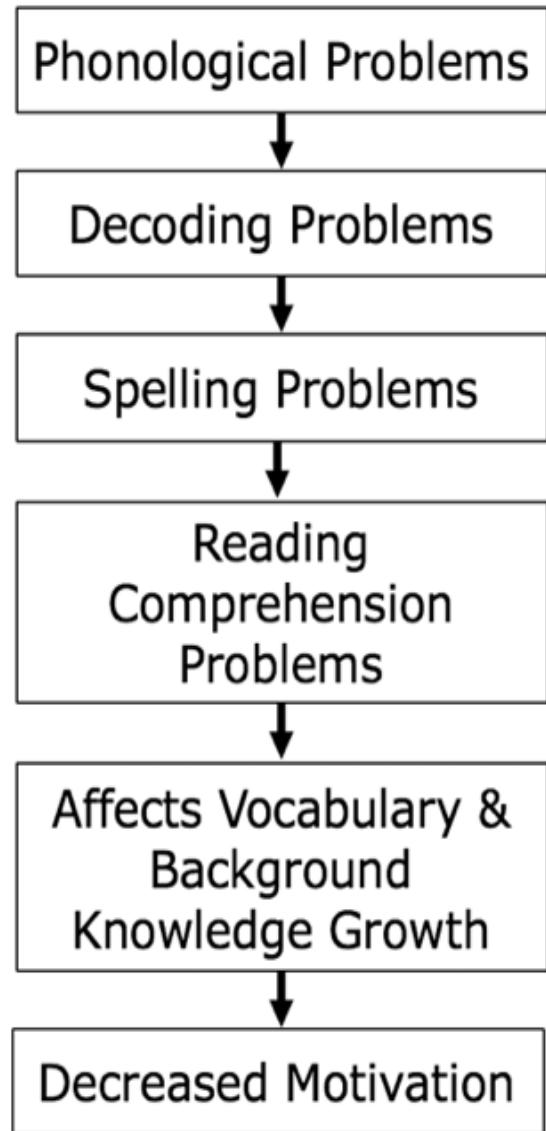 Phonological Problems
Decoding Problems
Spelling Problems
Reading
Comprehension
Problems
Affects Vocabulary &
Background
Knowledge Growth
Decreased Motivation